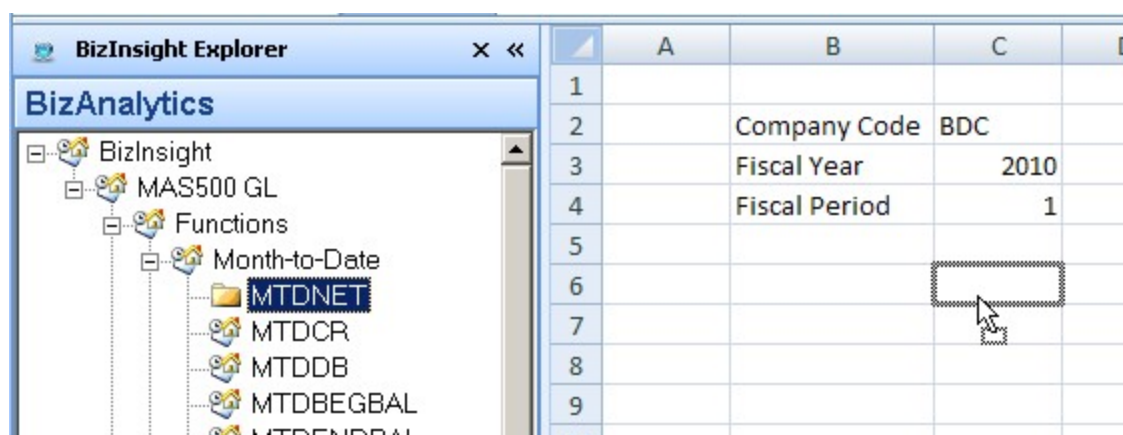 BizInsight Explorer × «
BizAnalytics
BizInsight
MAS500 GL
Functions
Month-to-Date
MTDNET
MTDCR
MTDDB
MTDBEGBAL
MTDENDBAL
A B C
1
2 Company Code BDC
3 Fiscal Year 2010
4 Fiscal Period 1
5
6
7
8
9